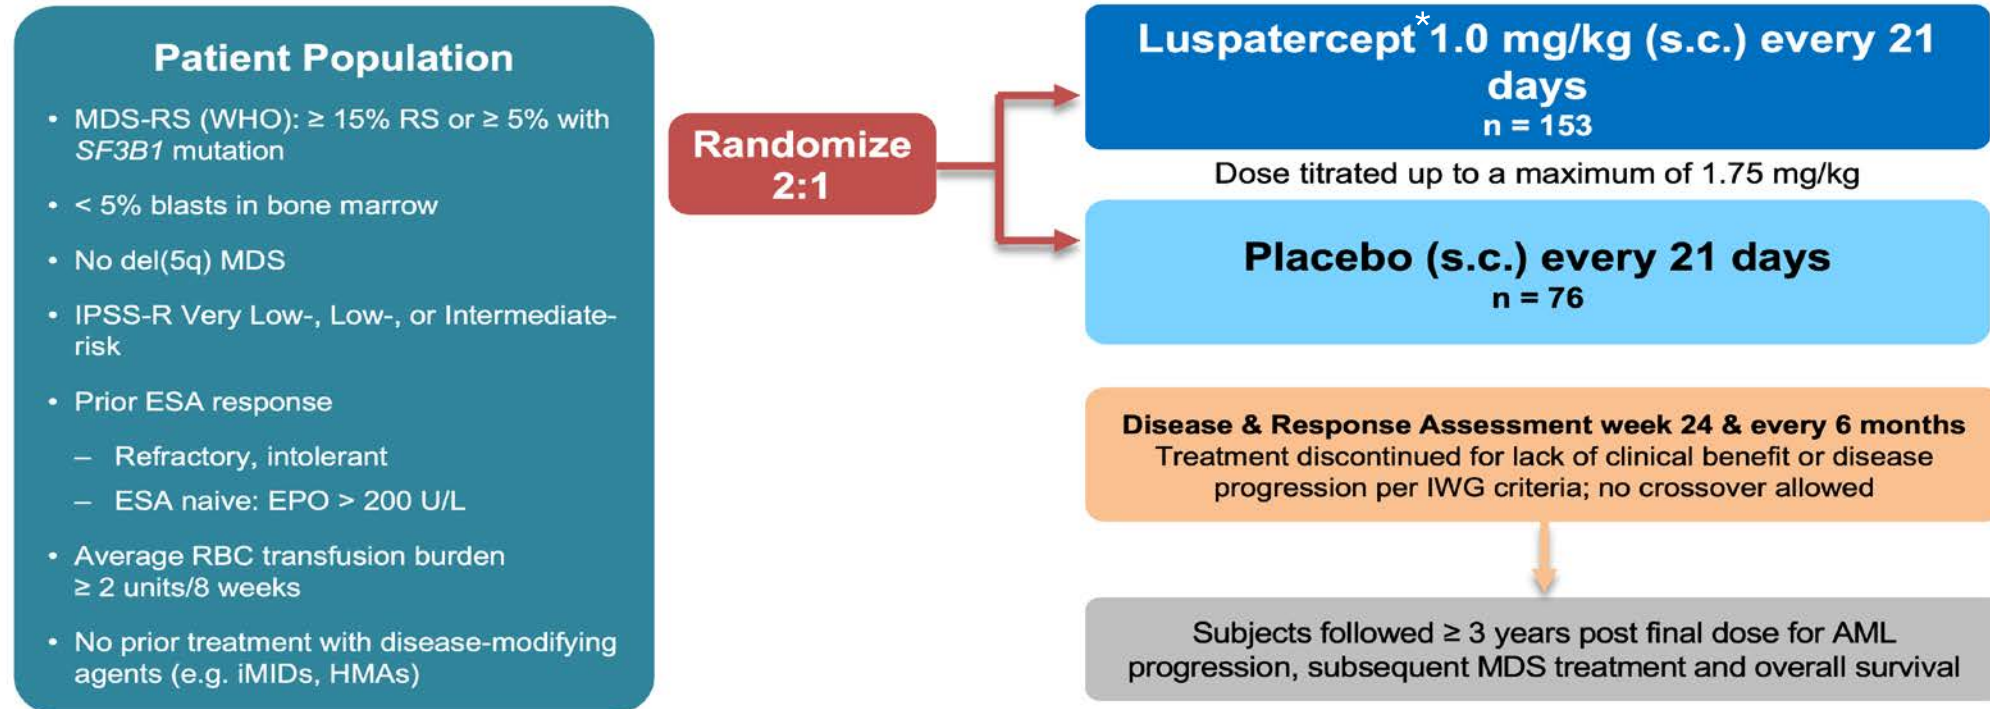 Patient Population
• MDS-RS (WHO): ≥ 15% RS or ≥ 5% with
SF3B1 mutation
• < 5% blasts in bone marrow
• No del(5q) MDS
• IPSS-R Very Low-, Low-, or Intermediate-
risk
• Prior ESA response
– Refractory, intolerant
– ESA naive: EPO > 200 U/L
• Average RBC transfusion burden
≥ 2 units/8 weeks
• No prior treatment with disease-modifying
agents (e.g. iMIDs, HMAs)
Randomize
2:1
Luspatercept*1.0 mg/kg (s.c.) every 21
days
n = 153
Dose titrated up to a maximum of 1.75 mg/kg
Placebo (s.c.) every 21 days
n = 76
Disease & Response Assessment week 24 & every 6 months
Treatment discontinued for lack of clinical benefit or disease
progression per IWG criteria; no crossover allowed
Subjects followed ≥ 3 years post final dose for AML
progression, subsequent MDS treatment and overall survival